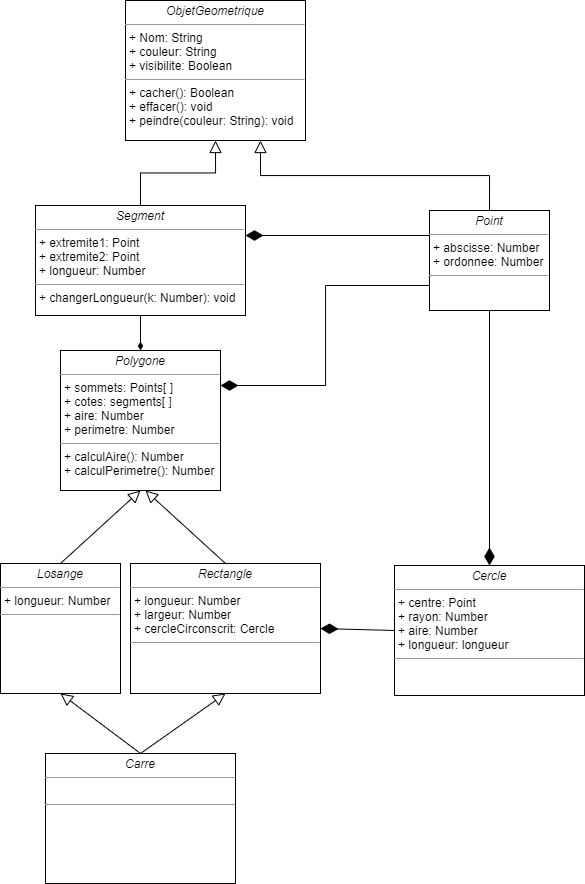 ObjetGeometrique
+ Nom: String
+ couleur: String
+ visibilite: Boolean
+ cacher(): Boolean
+ effacer(): void
+ peindre(couleur: String): void
Segment
+ extremite1: Point
+ extremite2: Point
+ longueur: Number
+ changerLongueur(k: Number): void
Point
+ abscisse: Number
+ ordonnee: Number
Polygone
+ sommets: Points[ ]
+ cotes: segments[ ]
+ aire: Number
+ perimetre: Number
+ calculAire(): Number
+ calculPerimetre(): Number
Losange
+ longueur: Number
Rectangle
+ longueur: Number
+ largeur: Number
+ cercleCirconscrit: Cercle
Cercle
+ centre: Point
+ rayon: Number
+ aire: Number
+ longueur: longueur
Carre